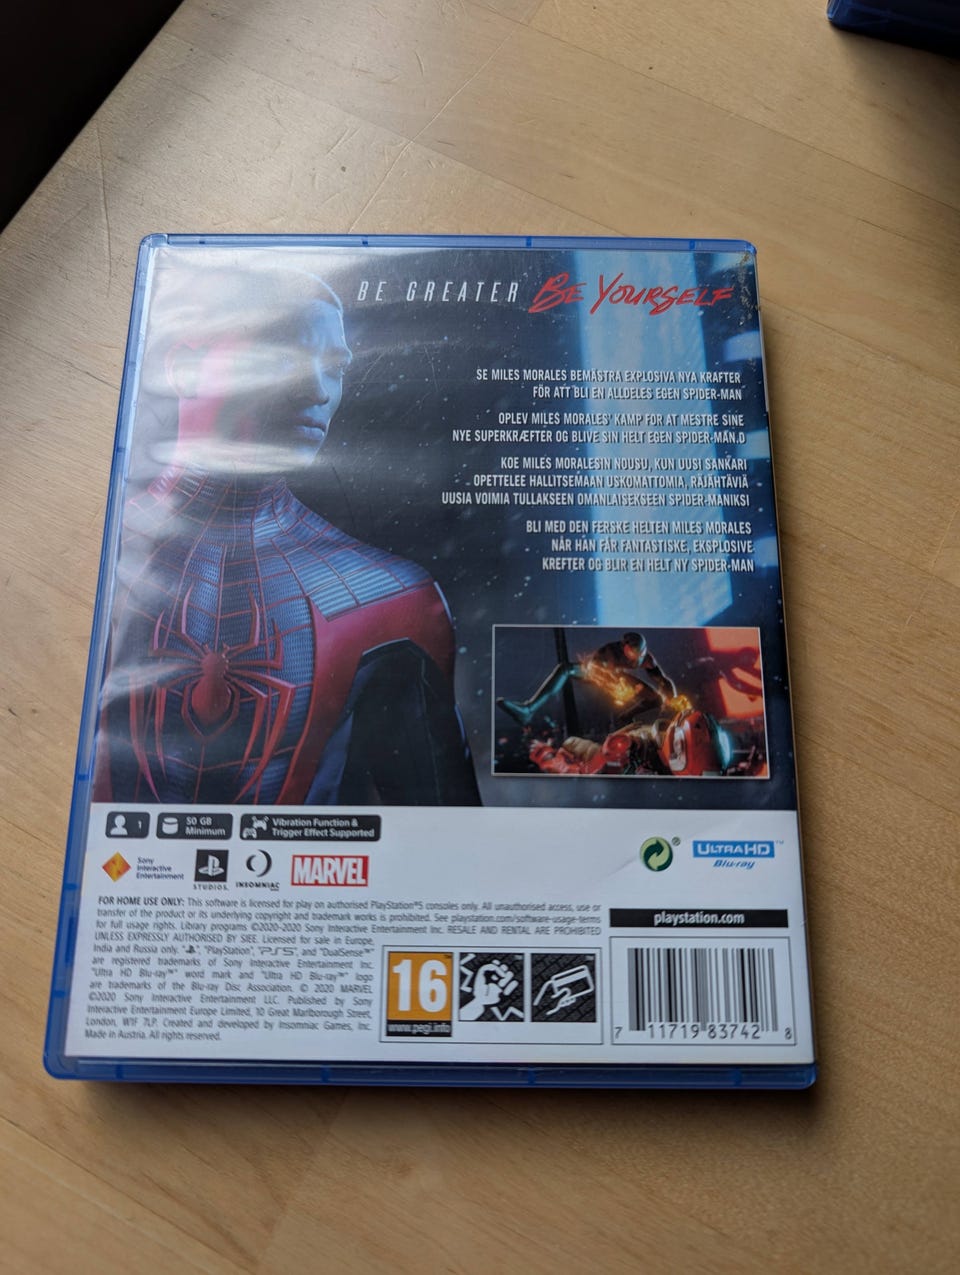 BE GREATER BE YOURSELF
SE MILES MORALES BEMÄSTRA EXPLOSIVA NYA KRAFTER
FÖR ATT BLI EN ALLDELES EGEN SPIDER-MAN
OPLEV MILES MORALES' KAMP FOR AT MESTRE SINE
NYE SUPERKRÆFTER OG BLIVE SIN HELT EGEN SPIDER-MAN.D
KOE MILES MORALESIN NOUSU, KUN UUSI SANKARI
OPETTELEE HALLITSEMAAN USKOMATTOMIA, RÄJÄHTÄVIÄ
UUSIA VOIMIA TULLAKSEEN OMANLAISEKSEEN SPIDER-MANIKSI
BLI MED DEN FERSKE HELTEN MILES MORALES
NÅR HAN FÅR FANTASTISKE, EKSPLOSIVE
KREFTER OG BLIR EN HELT NY SPIDER-MAN
1
50 GB
Minimum
Vibration Function &
Trigger Effect Supported
Sony
Interactive
Entertainment
STUDIOS
INSOMNIAC
MARVEL
®
ULTRA HD™
Blu-ray
FOR HOME USE ONLY: This software is licensed for play on authorised PlayStation®5 consoles only. All unauthorised access, use or
transfer of the product or its underlying copyright and trademark works is prohibited. See playstation.com/software-usage-terms
for full usage rights. Library programs ©2020-2020 Sony Interactive Entertainment Inc. RESALE AND RENTAL ARE PROHIBITED
UNLESS EXPRESSLY AUTHORISED BY SIEE. Licensed for sale in Europe,
India and Russia only. " ", "PlayStation", "PS5", and "DualSense™"
are registered trademarks of Sony Interactive Entertainment Inc.
"Ultra HD Blu-ray™" word mark and "Ultra HD Blu-ray™" logo
are trademarks of the Blu-ray Disc Association. © 2020 MARVEL
©2020 Sony Interactive Entertainment LLC. Published by Sony
Interactive Entertainment Europe Limited, 10 Great Marlborough Street,
London, W1F 7LP. Created and developed by Insomniac Games, Inc.
Made in Austria. All rights reserved.
playstation.com
16
www.pegi.info
7 11719 83742 8